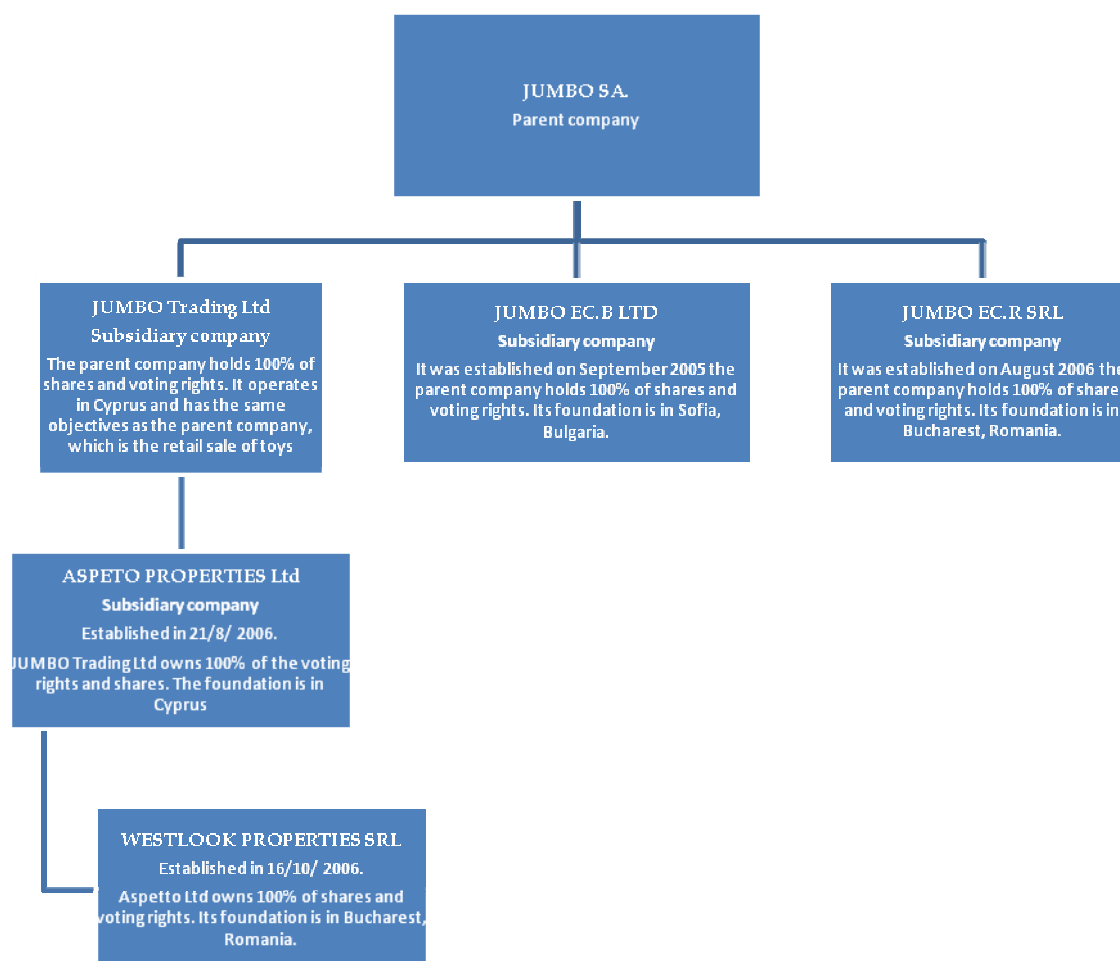 JUMBO SA.
Parent company
JUMBO Trading Ltd
Subsidiary company
The parent company holds 100% of
shares and voting rights. It operates
in Cyprus and has the same
objectives as the parent company,
which is the retail sale of toys
JUMBO EC.B LTD
Subsidiary company
It was established on September 2005 the
parent company holds 100% of shares and
voting rights. Its foundation is in Sofia,
Bulgaria.
JUMBO EC.R SRL
Subsidiary company
It was established on August 2006 the
parent company holds 100% of share
and voting rights. Its foundation is in
Bucharest, Romania.
ASPETO PROPERTIES Ltd
Subsidiary company
Established in 21/8/ 2006.
JUMBO Trading Ltd owns 100% of the voting
rights and shares. The foundation is in
Cyprus
WESTLOOK PROPERTIES SRL
Established in 16/10/ 2006.
Aspetto Ltd owns 100% of shares and
voting rights. Its foundation is in Bucharest,
Romania.